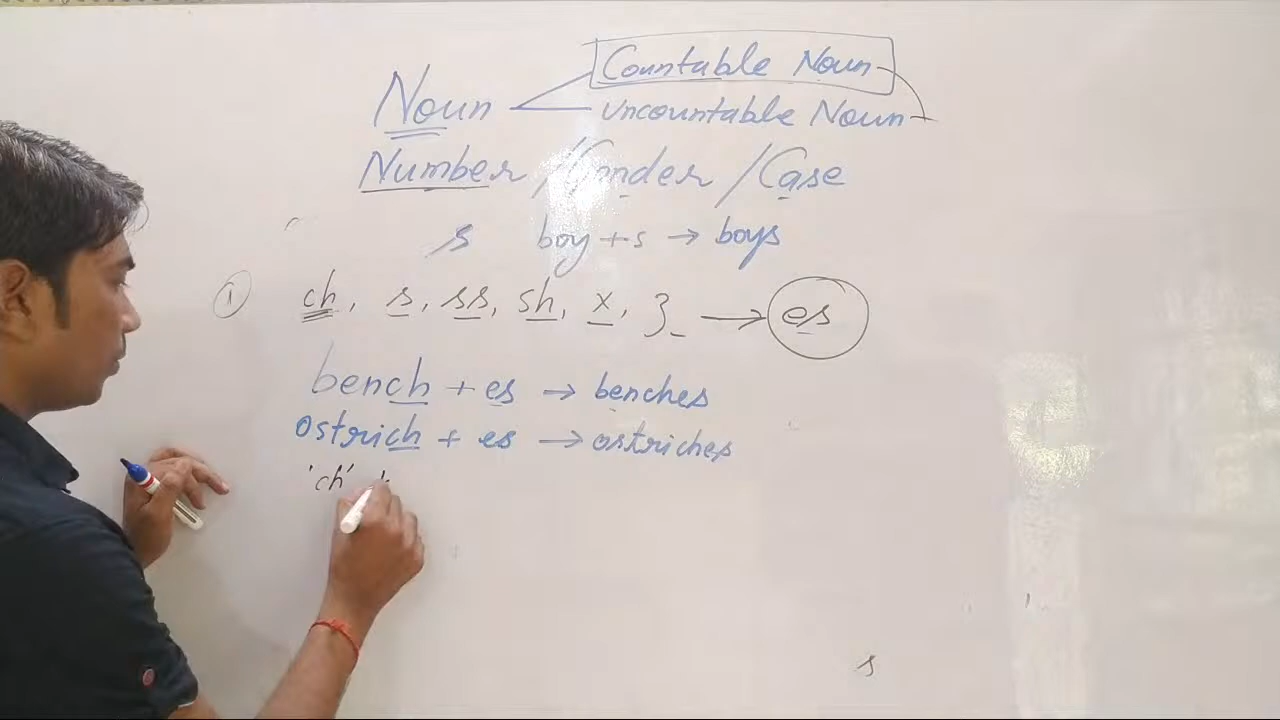 Countable Noun
Noun
Uncountable Noun
Number / Gender / Case
s boy + s → boys
① ch, s, ss, sh, x, z → es
bench + es → benches
ostrich + es → ostriches
'ch'
s